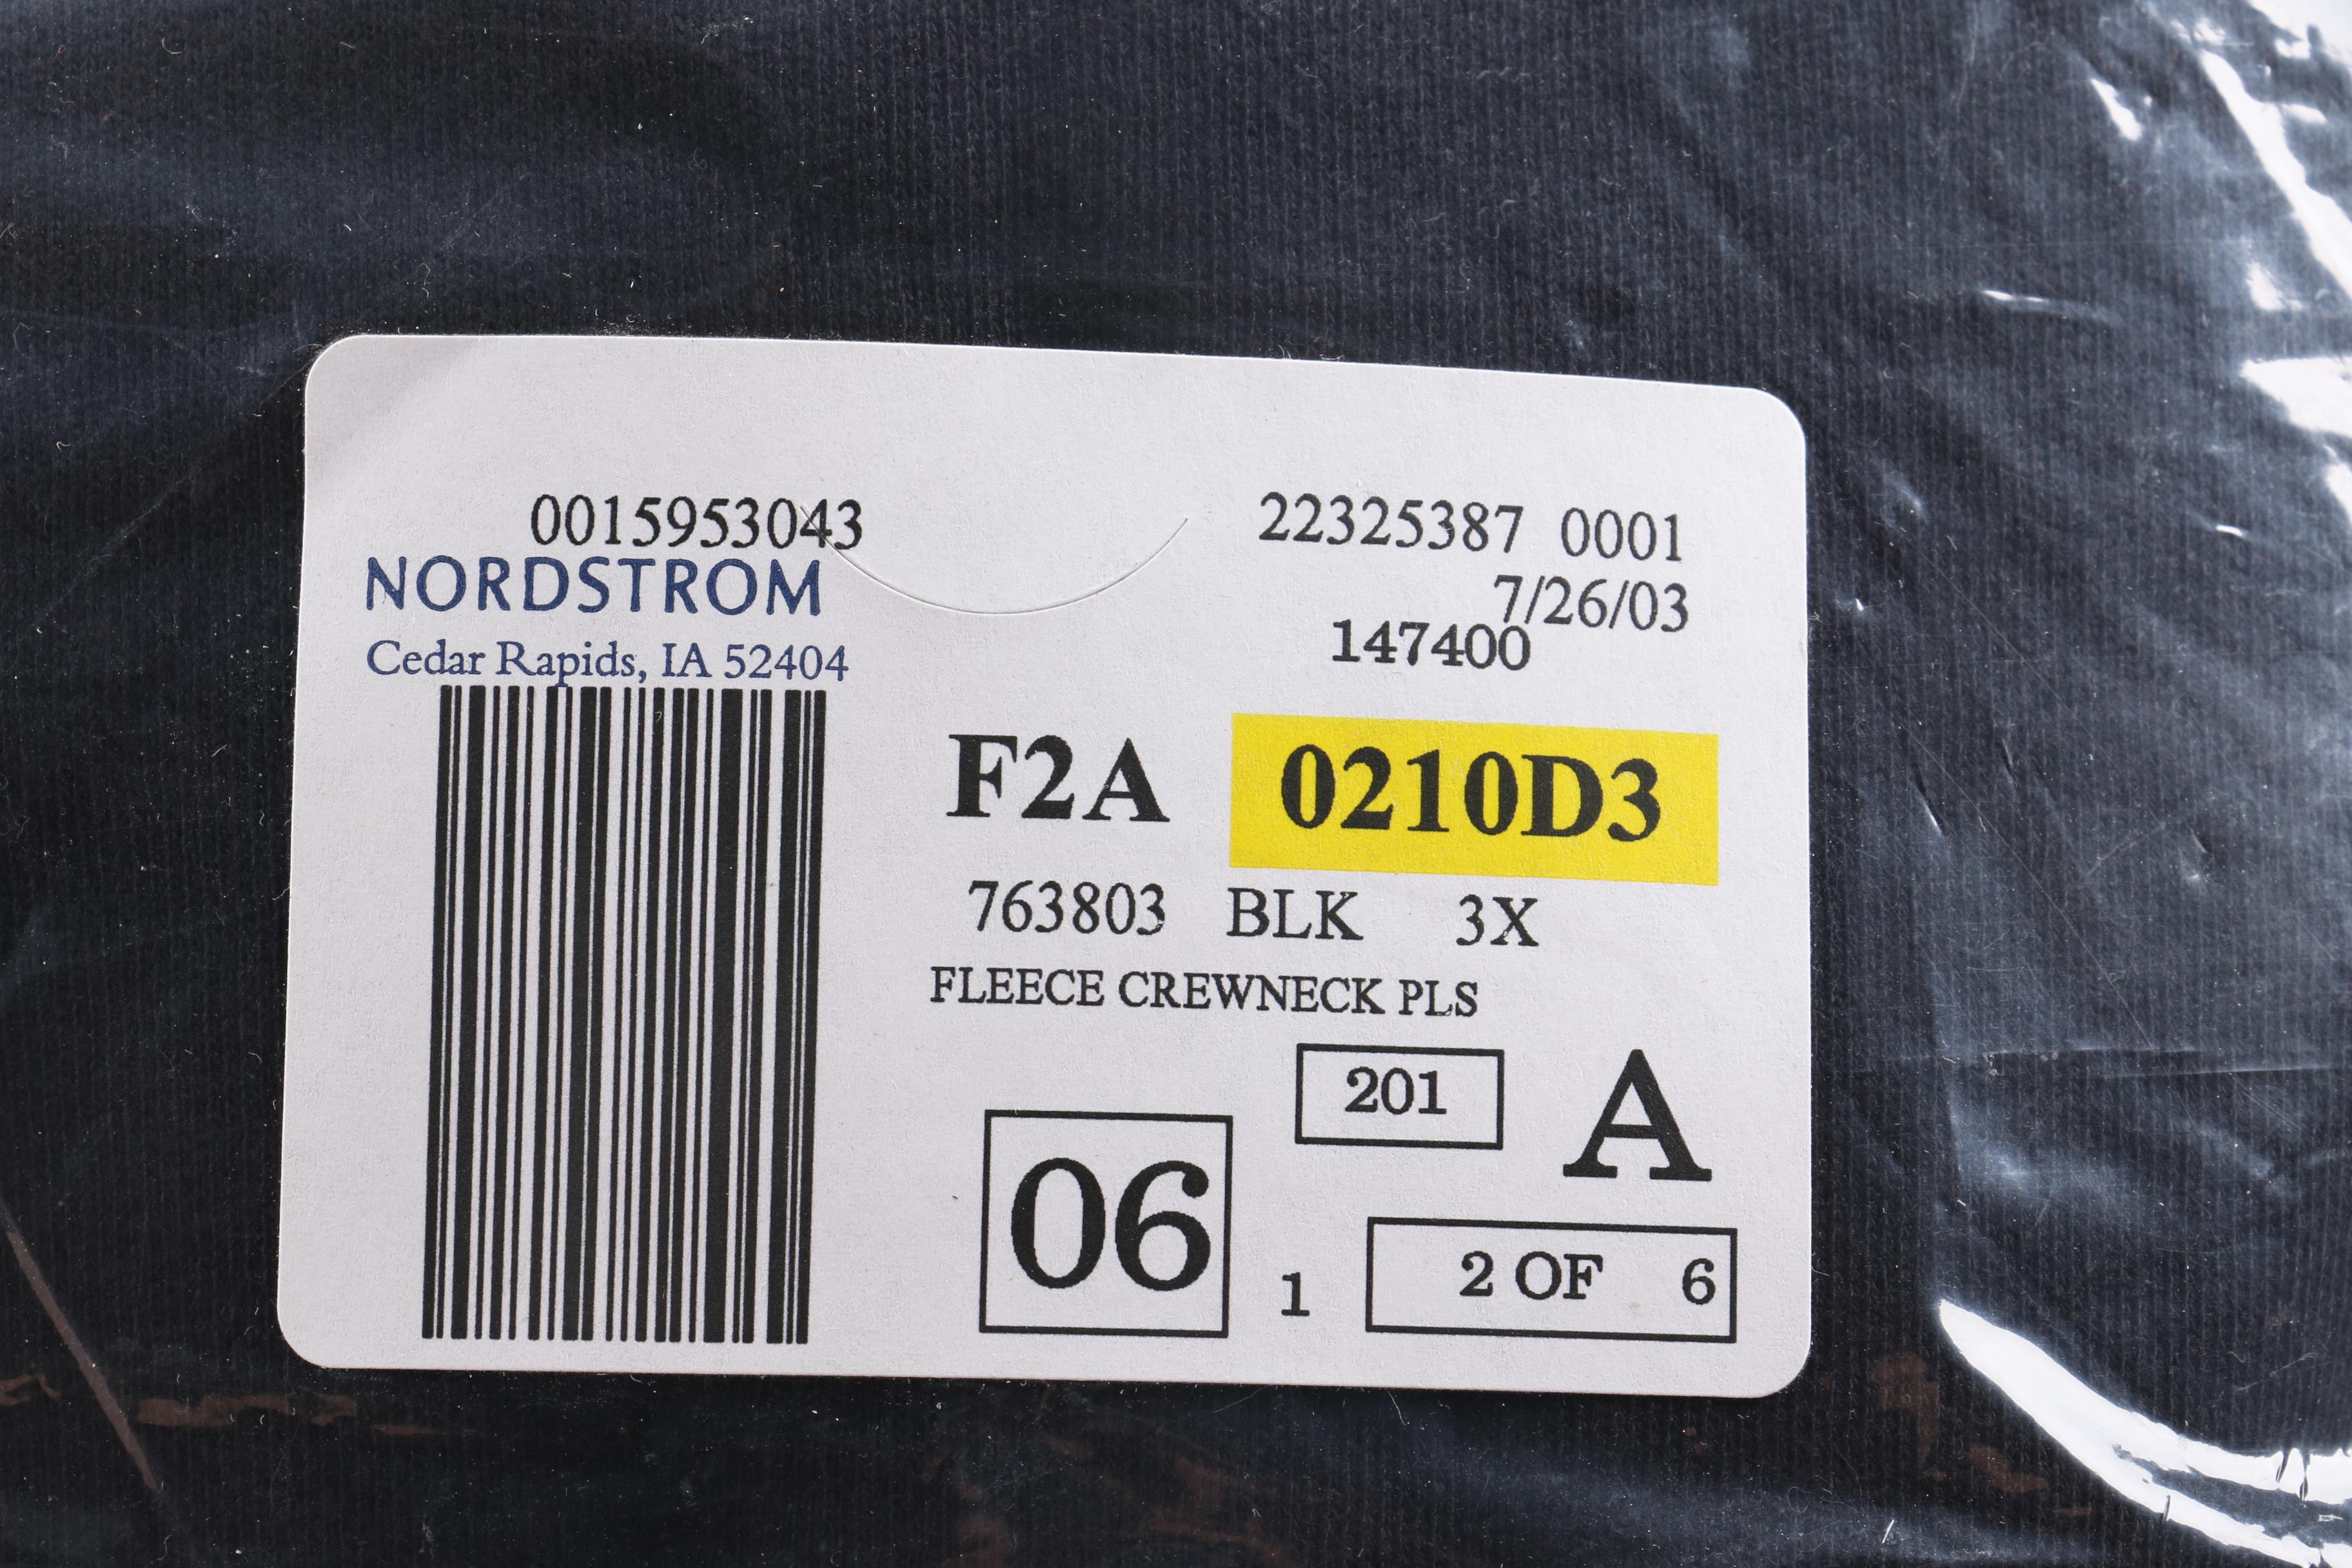 0015953043 22325387 0001
NORDSTROM 7/26/03
147400
Cedar Rapids, IA 52404
F2A 0210D3
763803 BLK 3X
FLEECE CREWNECK PLS
201 A
06 1 2 OF 6